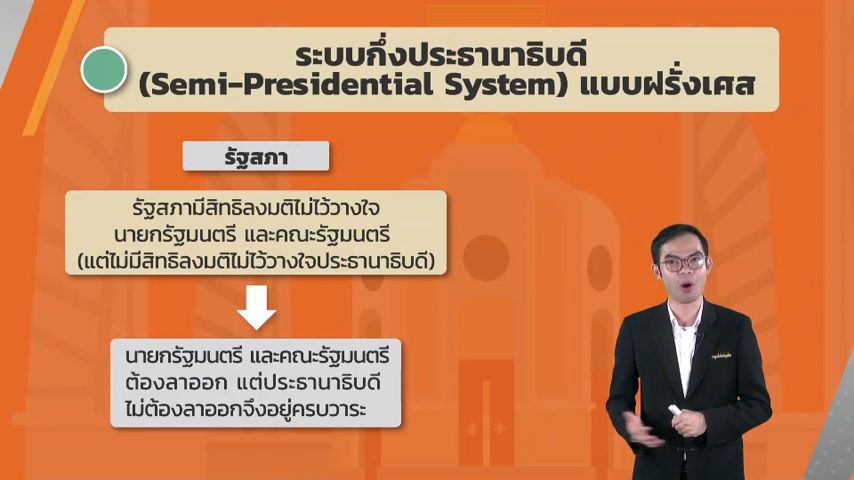 ระบบกึ่งประธานาธิบดี
(Semi-Presidential System) แบบฝรั่งเศส
รัฐสภา
รัฐสภามีสิทธิลงมติไม่ไว้วางใจ
นายกรัฐมนตรี และคณะรัฐมนตรี
(แต่ไม่มีสิทธิลงมติไม่ไว้วางใจประธานาธิบดี)
นายกรัฐมนตรี และคณะรัฐมนตรี
ต้องลาออก แต่ประธานาธิบดี
ไม่ต้องลาออกจึงอยู่ครบวาระ